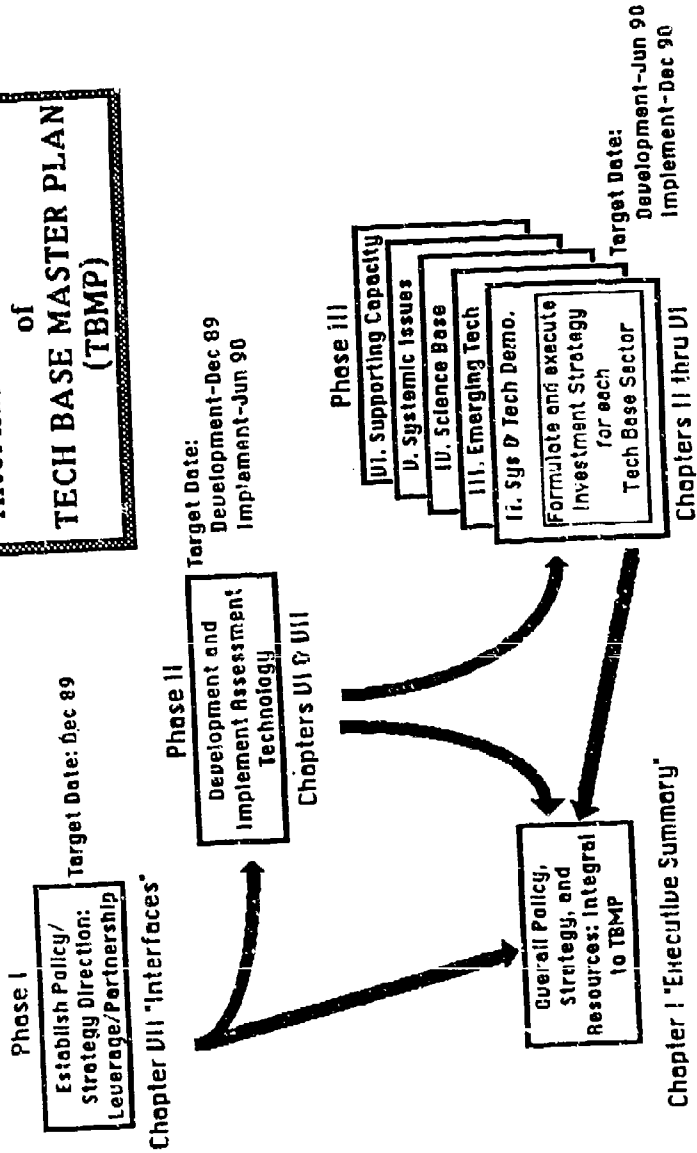 of
TECH BASE MASTER PLAN
(TBMP)
Phase I
Establish Policy/
Strategy Direction:
Leverage/Partnership
Target Date: Dec 89
Chapter VII "Interfaces"
Phase II
Development and
Implement Assessment
Technology
Target Date:
Development-Dec 89
Implement-Jun 90
Chapters VI & VII
Phase III
VI. Supporting Capacity
V. Systemic Issues
IV. Science Base
III. Emerging Tech
II. Sys & Tech Demo.
Formulate and execute
Investment Strategy
for each
Tech Base Sector
Target Date:
Development-Jun 90
Implement-Dec 90
Chapters II thru VI
Overall Policy,
Strategy, and
Resources: Integral
to TBMP
Chapter I "Executive Summary"